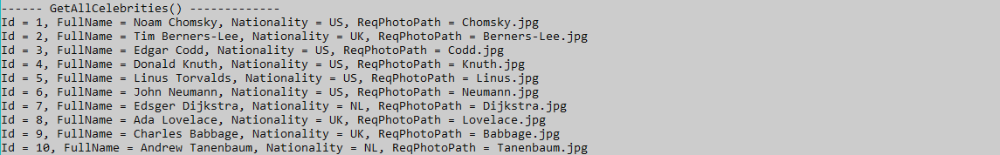 ------ GetAllCelebrities() -------------
Id = 1, FullName = Noam Chomsky, Nationality = US, ReqPhotoPath = Chomsky.jpg
Id = 2, FullName = Tim Berners-Lee, Nationality = UK, ReqPhotoPath = Berners-Lee.jpg
Id = 3, FullName = Edgar Codd, Nationality = US, ReqPhotoPath = Codd.jpg
Id = 4, FullName = Donald Knuth, Nationality = US, ReqPhotoPath = Knuth.jpg
Id = 5, FullName = Linus Torvalds, Nationality = US, ReqPhotoPath = Linus.jpg
Id = 6, FullName = John Neumann, Nationality = US, ReqPhotoPath = Neumann.jpg
Id = 7, FullName = Edsger Dijkstra, Nationality = NL, ReqPhotoPath = Dijkstra.jpg
Id = 8, FullName = Ada Lovelace, Nationality = UK, ReqPhotoPath = Lovelace.jpg
Id = 9, FullName = Charles Babbage, Nationality = UK, ReqPhotoPath = Babbage.jpg
Id = 10, FullName = Andrew Tanenbaum, Nationality = NL, ReqPhotoPath = Tanenbaum.jpg